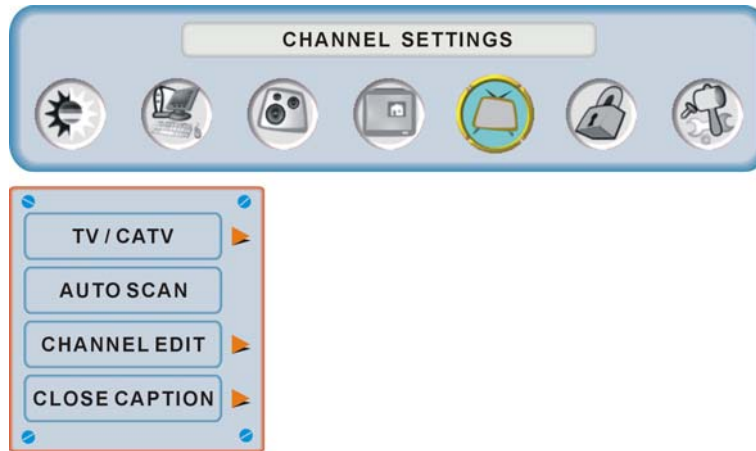 CHANNEL SETTINGS
TV / CATV
AUTO SCAN
CHANNEL EDIT
CLOSE CAPTION